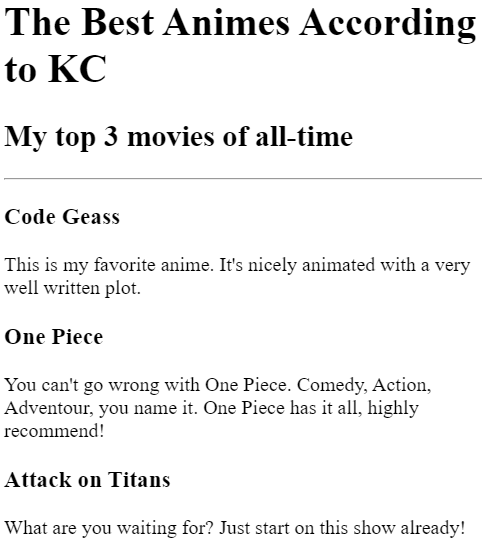 The Best Animes According
to KC
My top 3 movies of all-time
Code Geass
This is my favorite anime. It's nicely animated with a very
well written plot.
One Piece
You can't go wrong with One Piece. Comedy, Action,
Adventour, you name it. One Piece has it all, highly
recommend!
Attack on Titans
What are you waiting for? Just start on this show already!